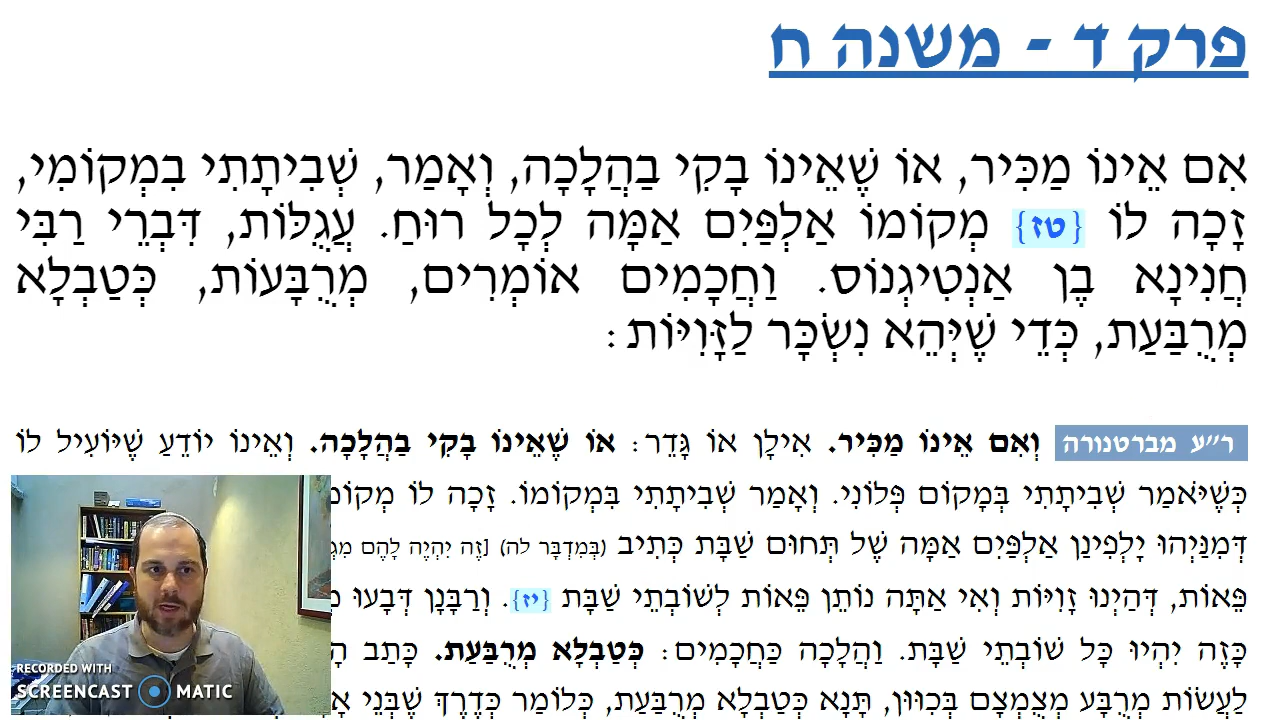 פרק ד - משנה ח
אִם אֵינוֹ מַכִּיר, אוֹ שֶׁאֵינוֹ בָקִי בַהֲלָכָה, וְאָמַר, שְׁבִיתָתִי בִמְקוֹמִי,
זָכָה לוֹ {טז} מְקוֹמוֹ אַלְפַּיִם אַמָּה לְכָל רוּחַ. עֲגֻלּוֹת, דִּבְרֵי רַבִּי
חֲנִינָא בֶן אַנְטִיגְנוֹס. וַחֲכָמִים אוֹמְרִים, מְרֻבָּעוֹת, כְּטַבְלָא
מְרֻבַּעַת, כְּדֵי שֶׁיְּהֵא נִשְׂכָּר לַזָּוִיּוֹת:
ר"ע מברטנורה וְאִם אֵינוֹ מַכִּיר. אִילָן אוֹ גָּדֵר: אוֹ שֶׁאֵינוֹ בָקִי בַהֲלָכָה. וְאֵינוֹ יוֹדֵעַ שֶׁיּוֹעִיל לוֹ
כְּשֶׁיֹּאמַר שְׁבִיתָתִי בְּמָקוֹם פְּלוֹנִי. וְאָמַר שְׁבִיתָתִי בִּמְקוֹמוֹ. זָכָה לוֹ מְקוֹמ
דְּמִנַּיְהוּ יָלְפִינַן אַלְפַּיִם אַמָּה שֶׁל תְּחוּם שַׁבָּת כְּתִיב (בְּמִדְבָּר לה) [זֶה יִהְיֶה לָהֶם
פֵּאוֹת, דְּהַיְנוּ זָוִיּוֹת וְאִי אַתָּה נוֹתֵן פֵּאוֹת לְשׁוֹבְתֵי שַׁבָּת {יז}. וְרַבָּנָן דְּבָעוּ
כָּזֶה יִהְיוּ כָּל שׁוֹבְתֵי שַׁבָּת. וַהֲלָכָה כַּחֲכָמִים: כְּטַבְלָא מְרֻבַּעַת. כָּתַב
לַעֲשׂוֹת מְרֻבָּע מְצֻמְצָם בְּכִוּוּן, תָּנָא כְּטַבְלָא מְרֻבַּעַת, כְּלוֹמַר כְּדֶרֶךְ שֶׁבְּנֵי
RECORDED WITH
SCREENCAST MATIC